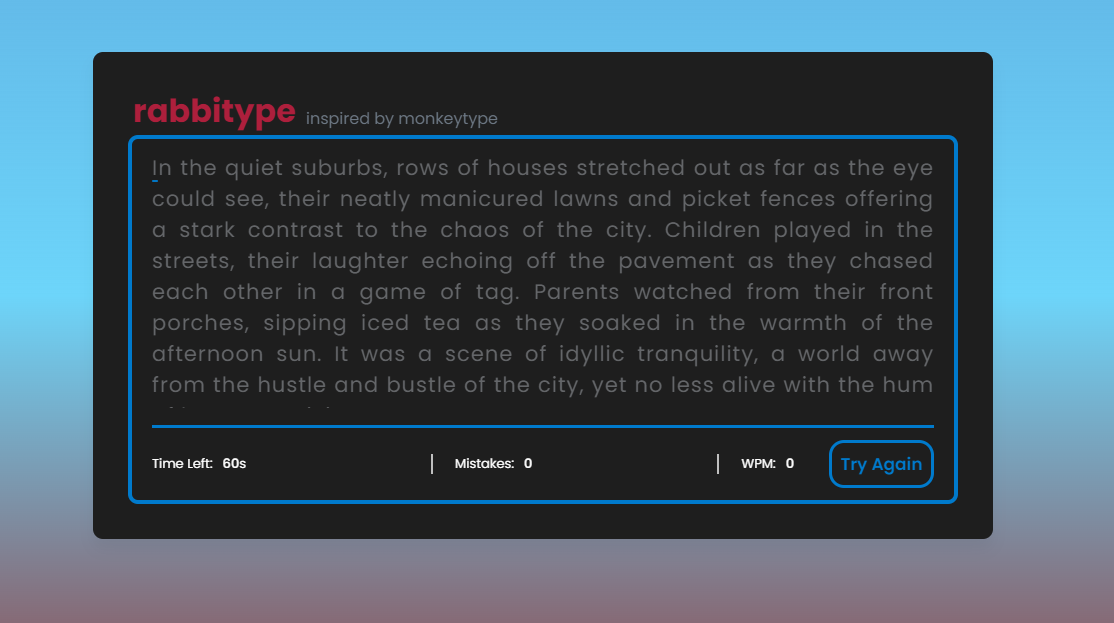 rabbitype inspired by monkeytype
In the quiet suburbs, rows of houses stretched out as far as the eye
could see, their neatly manicured lawns and picket fences offering
a stark contrast to the chaos of the city. Children played in the
streets, their laughter echoing off the pavement as they chased
each other in a game of tag. Parents watched from their front
porches, sipping iced tea as they soaked in the warmth of the
afternoon sun. It was a scene of idyllic tranquility, a world away
from the hustle and bustle of the city, yet no less alive with the hum
Time Left: 60s | Mistakes: 0 | WPM: 0 Try Again